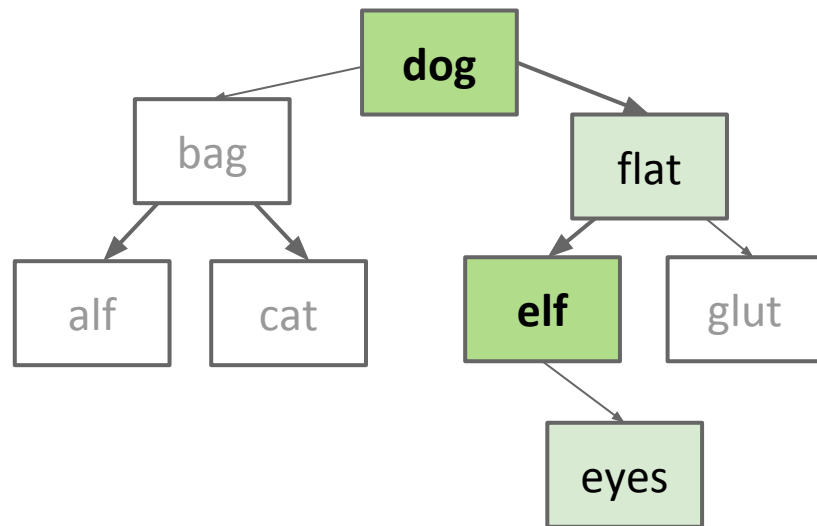 dog
bag
flat
alf
cat
elf
glut
eyes